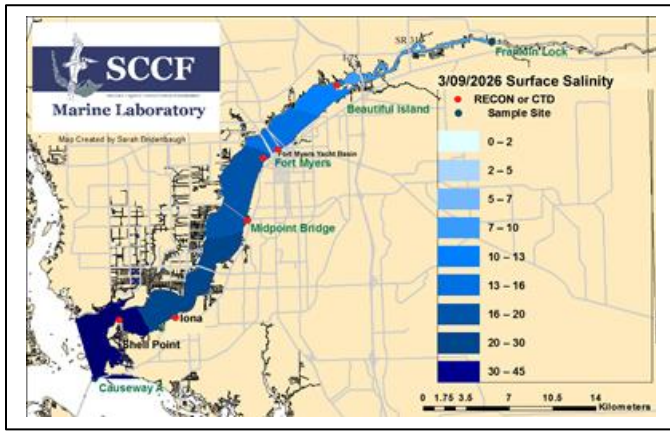 SCCF
Marine Laboratory
Map Created by Sarah Bridenbaugh
SR 31
Franklin Lock
3/09/2026 Surface Salinity
RECON or CTD
Sample Site
Beautiful Island
Fort Myers Yacht Basin
Fort Myers
Midpoint Bridge
Iona
Shell Point
Causeway A
0 – 2
2 – 5
5 – 7
7 – 10
10 – 13
13 – 16
16 – 20
20 – 30
30 – 45
0 1.75 3.5 7 10.5 14
Kilometers